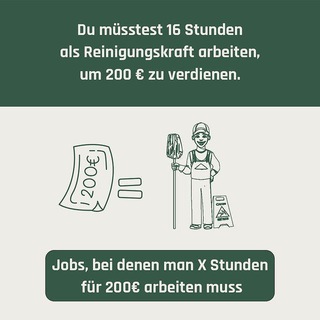 Du müsstest 16 Stunden
als Reinigungskraft arbeiten,
um 200 € zu verdienen.
200€
Jobs, bei denen man X Stunden
für 200€ arbeiten muss